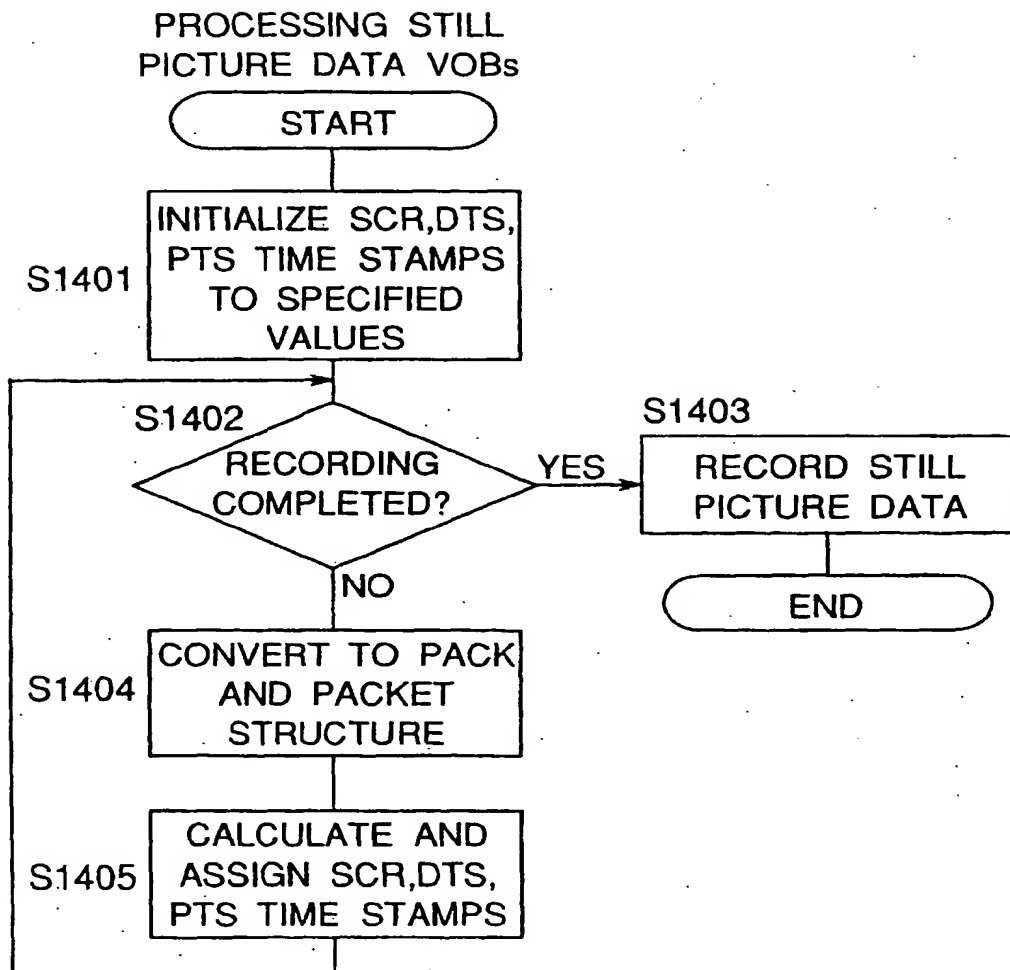 PROCESSING STILL
PICTURE DATA VOBs
START
S1401
INITIALIZE SCR,DTS,
PTS TIME STAMPS
TO SPECIFIED
VALUES
S1402
RECORDING
COMPLETED?
YES
NO
S1403
RECORD STILL
PICTURE DATA
END
S1404
CONVERT TO PACK
AND PACKET
STRUCTURE
S1405
CALCULATE AND
ASSIGN SCR,DTS,
PTS TIME STAMPS